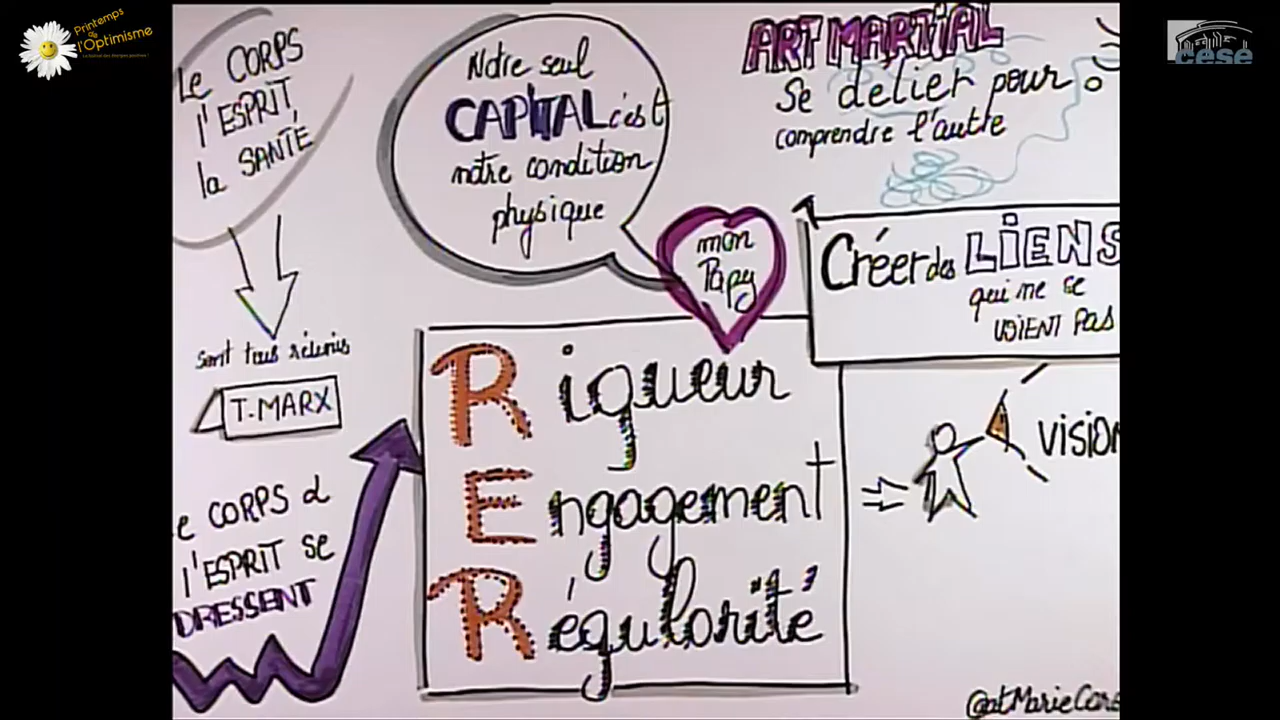 Printemps
de
l'Optimisme
cese
Le CORPS
l'ESPRIT,
la SANTÉ
sont tous réunis
T-MARX
e CORPS &
l'ESPRIT se
DRESSENT
Notre seul
CAPITAL c'est
notre condition
physique
mon
Papy
ART MARTIAL
Se délier pour
comprendre l'autre
Créer des LIENS
qui ne se
VOIENT PAS
Rigueur
Engagement
Régularité
VISION
@atMarieCar